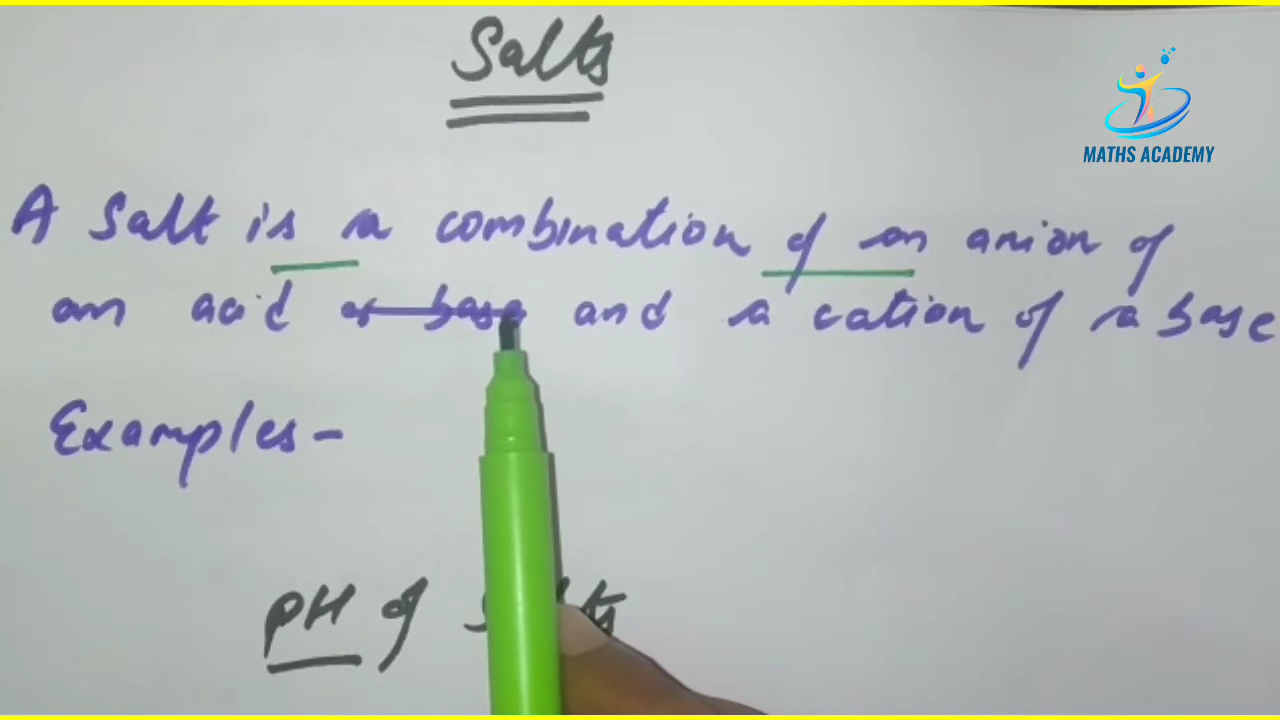 Salts
MATHS ACADEMY
A Salt is a combination of an anion of
an acid or base and a cation of a base
Examples-
pH of Salts